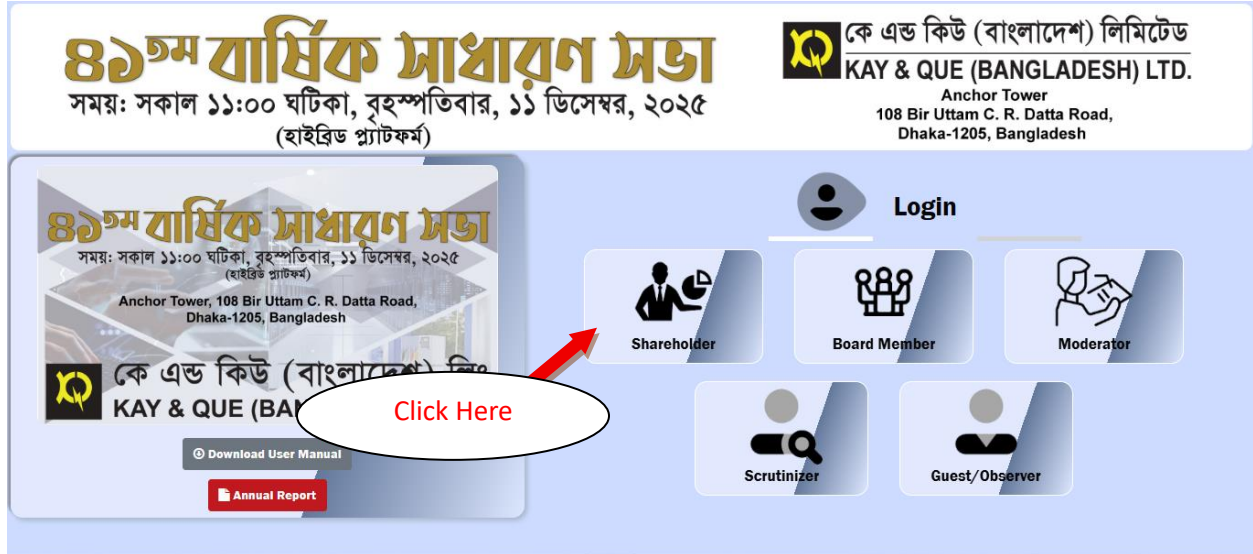 ৪১তম বার্ষিক সাধারণ সভা
সময়: সকাল ১১:০০ ঘটিকা, বৃহস্পতিবার, ১১ ডিসেম্বর, ২০২৫
(হাইব্রিড প্ল্যাটফর্ম)
কে এন্ড কিউ (বাংলাদেশ) লিমিটেড
KAY & QUE (BANGLADESH) LTD.
Anchor Tower
108 Bir Uttam C. R. Datta Road,
Dhaka-1205, Bangladesh
৪১তম বার্ষিক সাধারণ সভা
সময়: সকাল ১১:০০ ঘটিকা, বৃহস্পতিবার, ১১ ডিসেম্বর, ২০২৫
(হাইব্রিড প্ল্যাটফর্ম)
Anchor Tower, 108 Bir Uttam C. R. Datta Road,
Dhaka-1205, Bangladesh
কে এন্ড কিউ (বাংলাদেশ) লিঃ
KAY & QUE (BAN
Download User Manual
Annual Report
Click Here
Login
Shareholder
Board Member
Moderator
Scrutinizer
Guest/Observer